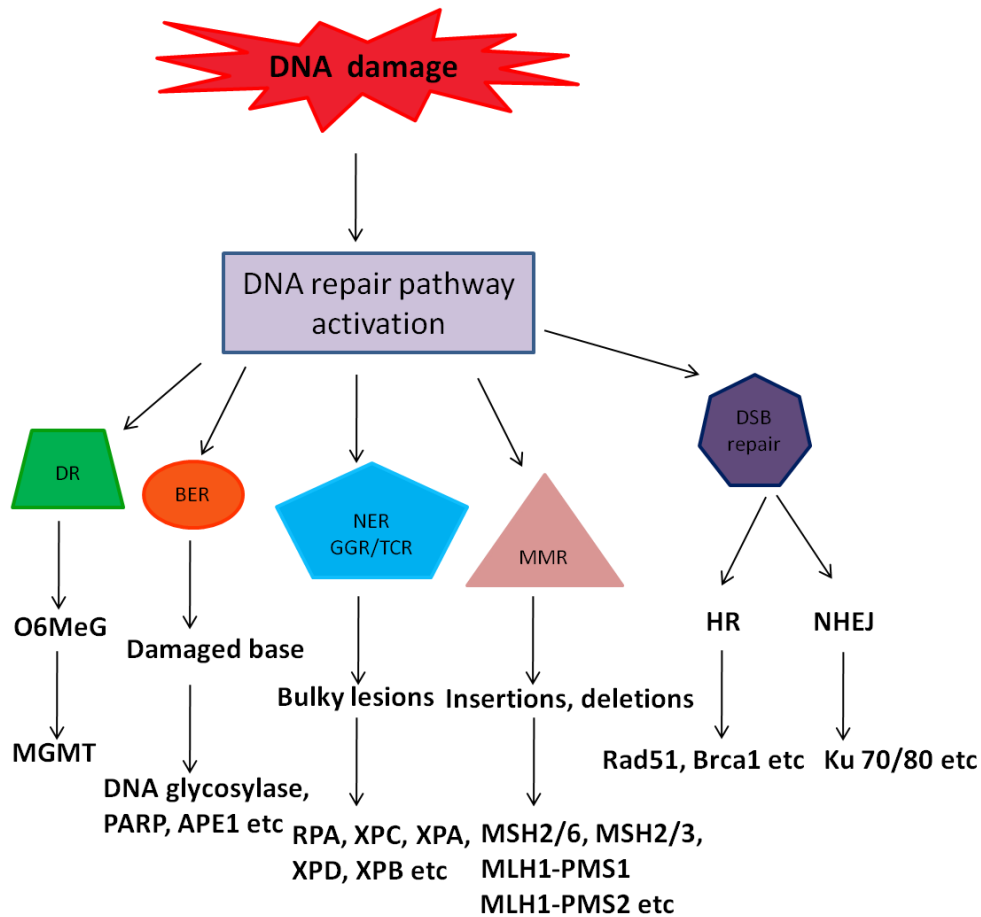 DNA damage
DNA repair pathway
activation
DR
BER
NER
GGR/TCR
MMR
DSB
repair
O6MeG
MGMT
Damaged base
DNA glycosylase,
PARP, APE1 etc
Bulky lesions
RPA, XPC, XPA,
XPD, XPB etc
Insertions, deletions
MSH2/6, MSH2/3,
MLH1-PMS1
MLH1-PMS2 etc
HR
Rad51, Brca1 etc
NHEJ
Ku 70/80 etc